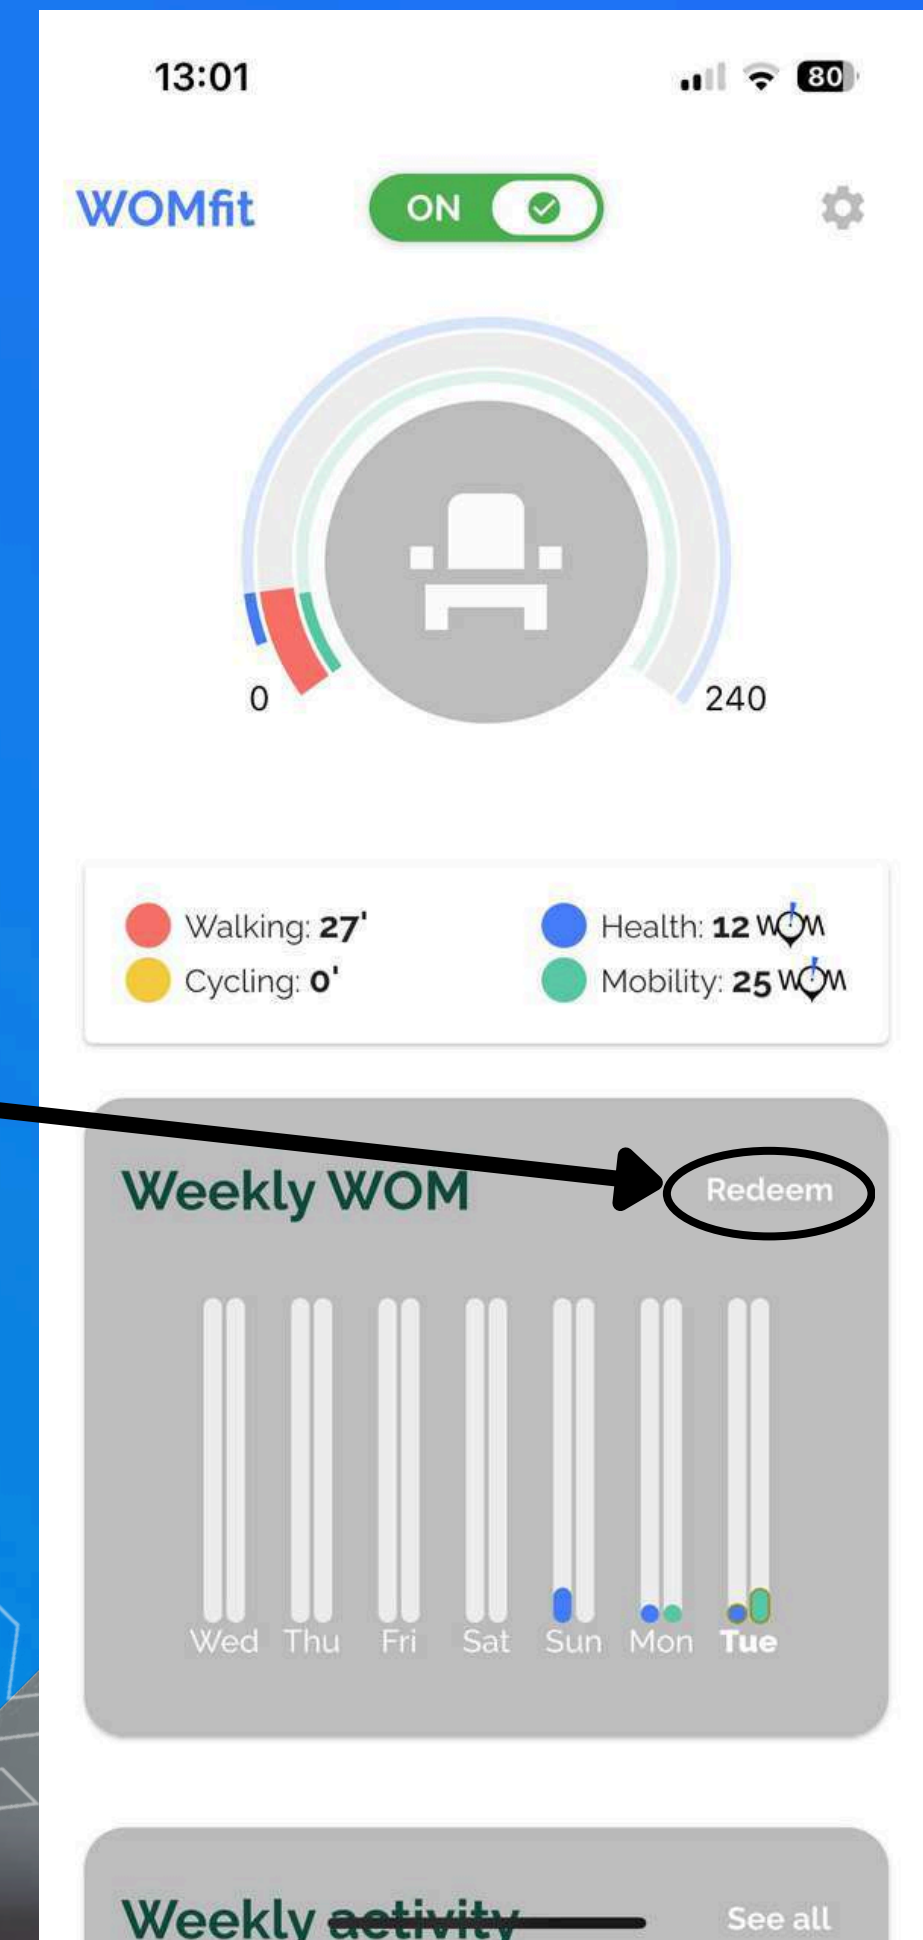 13:01
80
WOMfit
ON
0
240
Walking: 27'
Health: 12 WOM
Cycling: 0'
Mobility: 25 WOM
Weekly WOM
Redeem
Wed Thu Fri Sat Sun Mon Tue
Weekly activity
See all